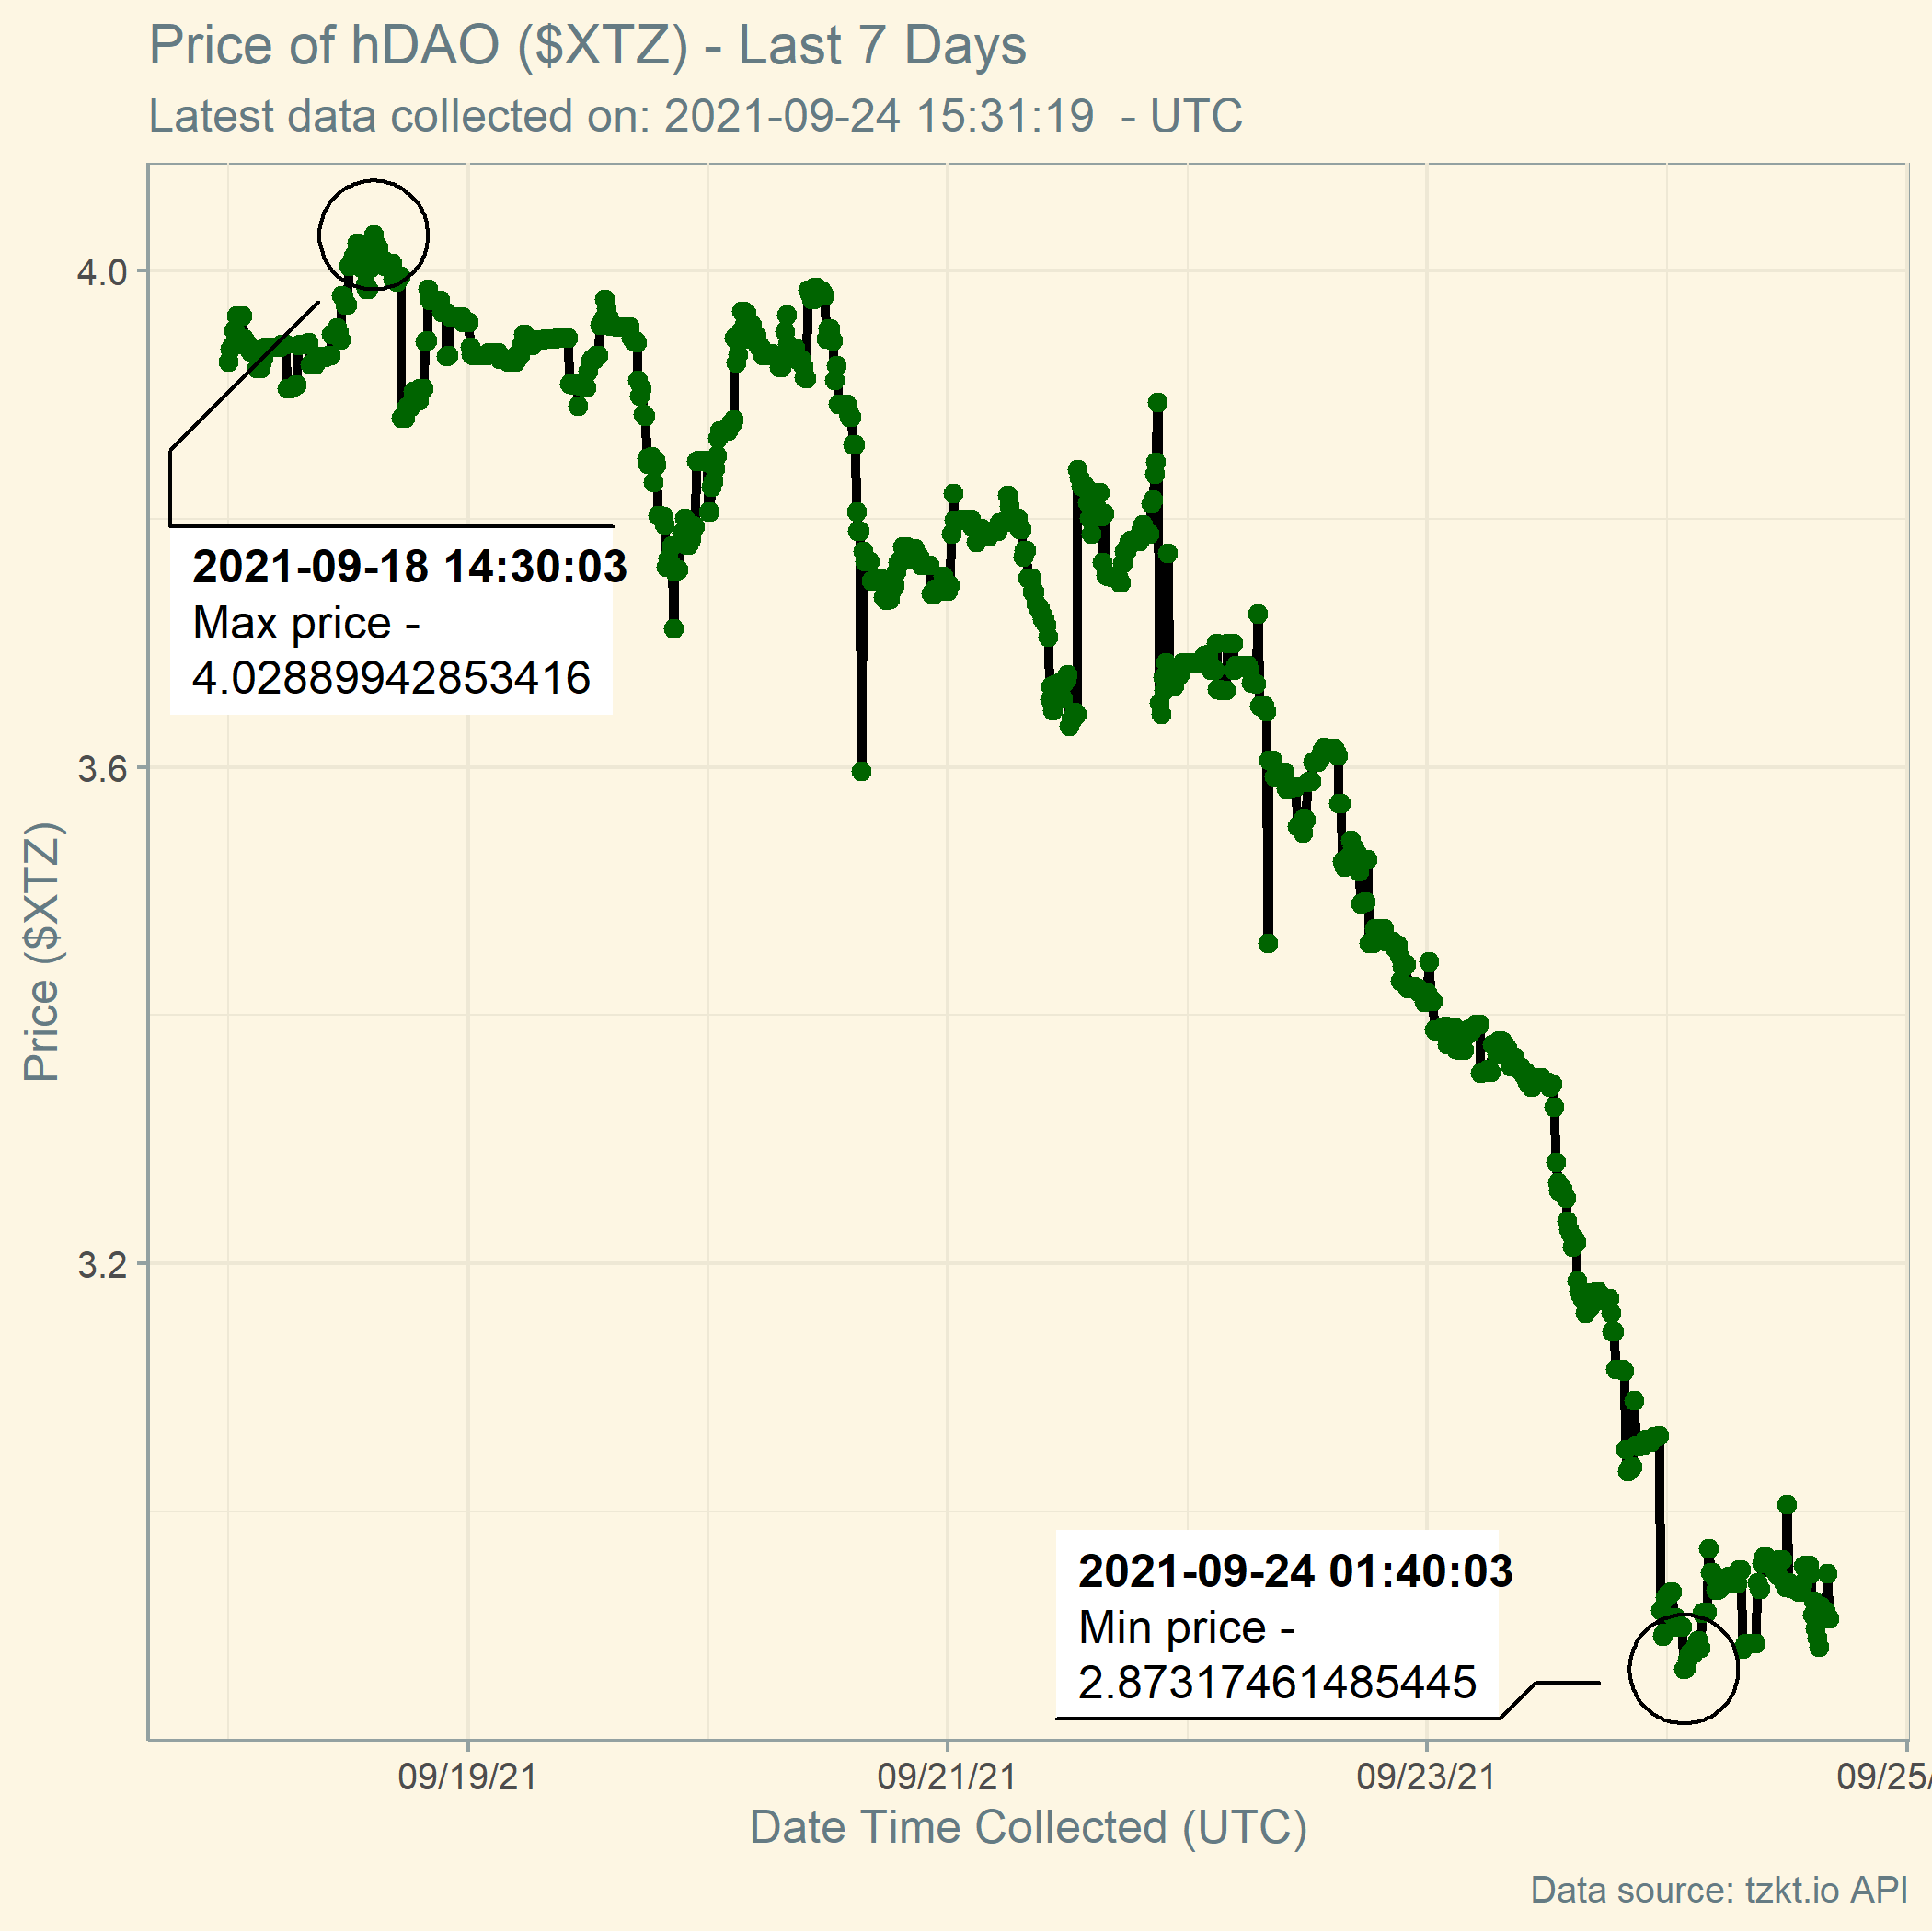 Price of hDAO ($XTZ) - Last 7 Days
Latest data collected on: 2021-09-24 15:31:19  - UTC
4.0
3.6
3.2
Price ($XTZ)
2021-09-18 14:30:03
Max price -
4.02889942853416
2021-09-24 01:40:03
Min price -
2.87317461485445
09/19/21
09/21/21
09/23/21
09/25/
Date Time Collected (UTC)
Data source: tzkt.io API